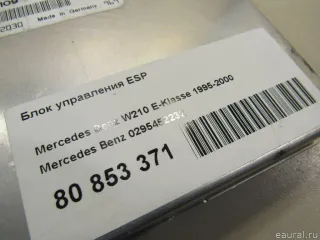 Made in Germany
Блок управления ESP
Mercedes Benz W210 E-Klasse 1995-2000
Mercedes Benz
80 853 371
© eaural.ru